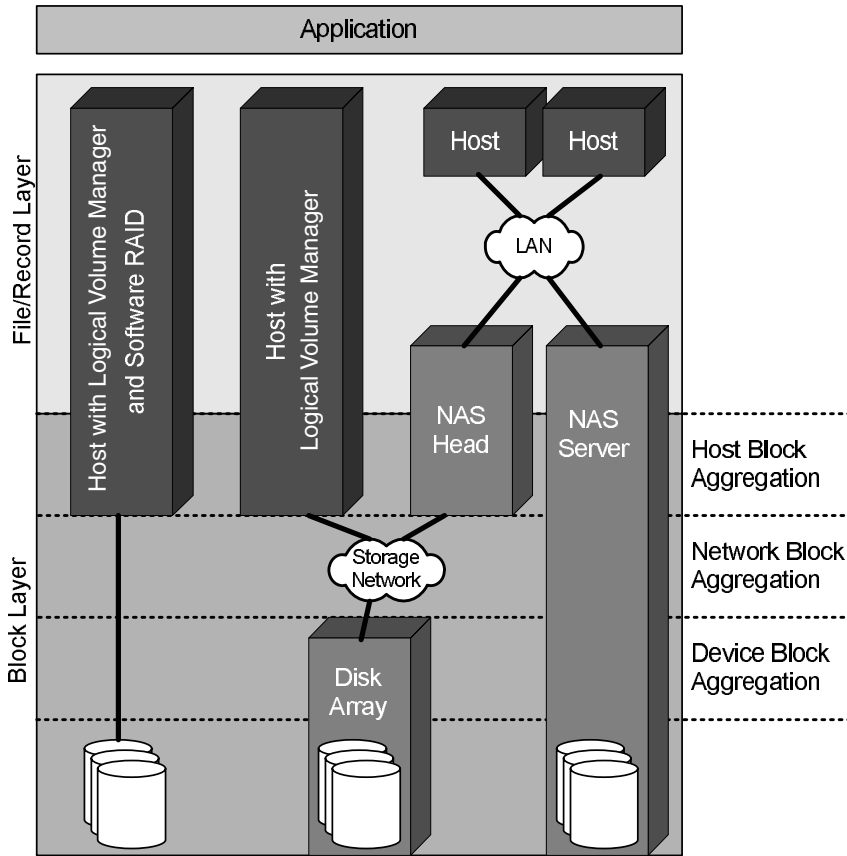 Application
File/Record Layer
Block Layer
Host with Logical Volume Manager
and Software RAID
Host with
Logical Volume Manager
Host
Host
LAN
NAS
Head
NAS
Server
Host Block
Aggregation
Storage
Network
Network Block
Aggregation
Disk
Array
Device Block
Aggregation